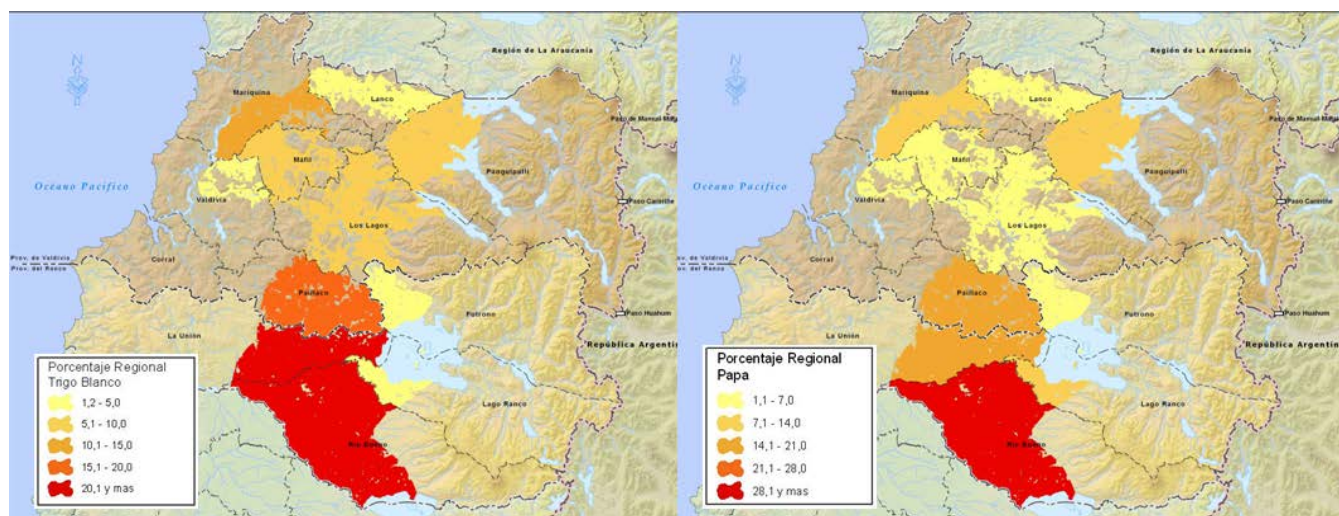 N
Región de La Araucanía
Mariquina
Lanco
Paso de Mamuil Malal
Máfil
Panguipulli
Océano Pacífico
Valdivia
Paso Carirriñe
Los Lagos
Corral
Prov. de Valdivia
Prov. del Ranco
Paillaco
Futrono
Paso Huahum
La Unión
República Argentina
Lago Ranco
Río Bueno
Porcentaje Regional
Trigo Blanco
1,2 - 5,0
5,1 - 10,0
10,1 - 15,0
15,1 - 20,0
20,1 y mas
N
Región de La Araucanía
Mariquina
Lanco
Máfil
Panguipulli
Océano Pacífico
Valdivia
Paso Carirriñe
Los Lagos
Corral
Prov. de Valdivia
Prov. del Ranco
Paillaco
Futrono
Paso Huahum
La Unión
República Argen
Lago Ranco
Río Bueno
Porcentaje Regional
Papa
1,1 - 7,0
7,1 - 14,0
14,1 - 21,0
21,1 - 28,0
28,1 y mas